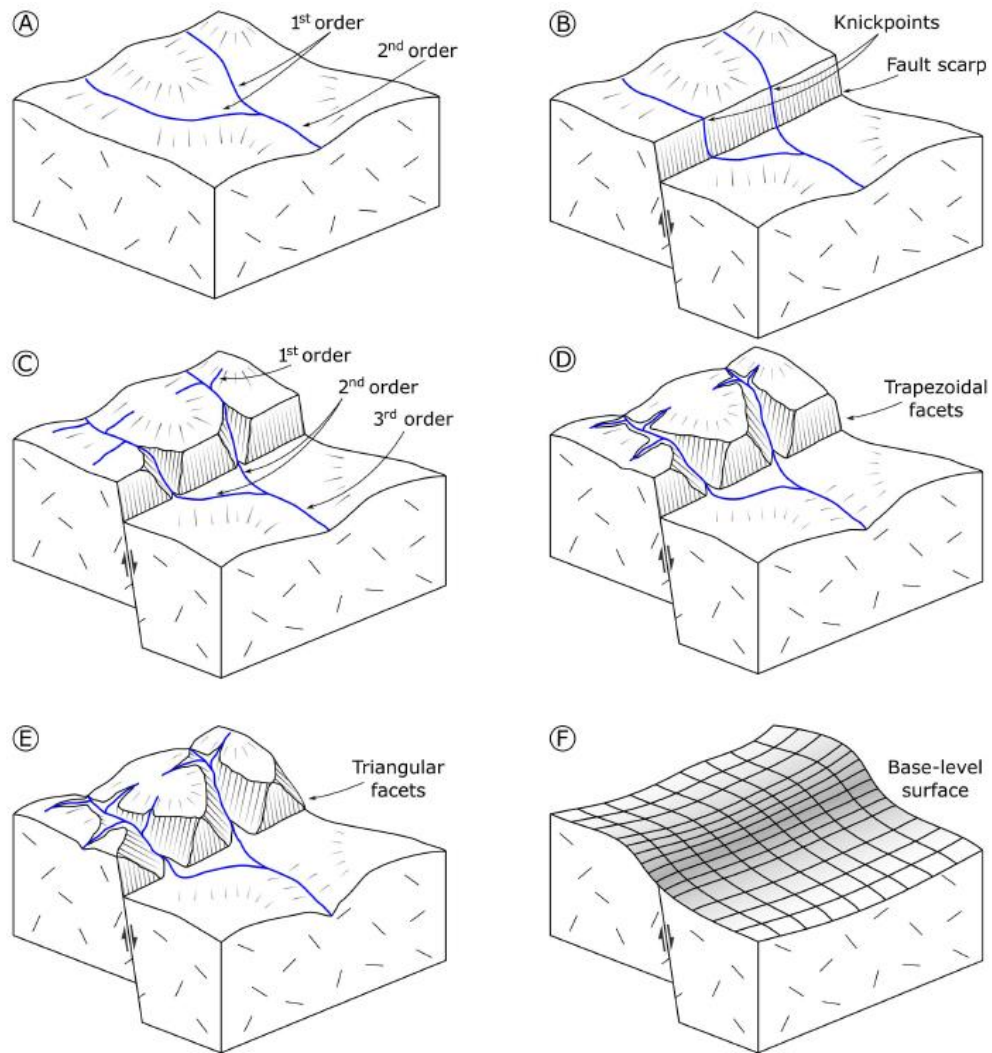 A
1st order
2nd order
B
Knickpoints
Fault scarp
C
1st order
2nd order
3rd order
D
Trapezoidal
facets
E
Triangular
facets
F
Base-level
surface